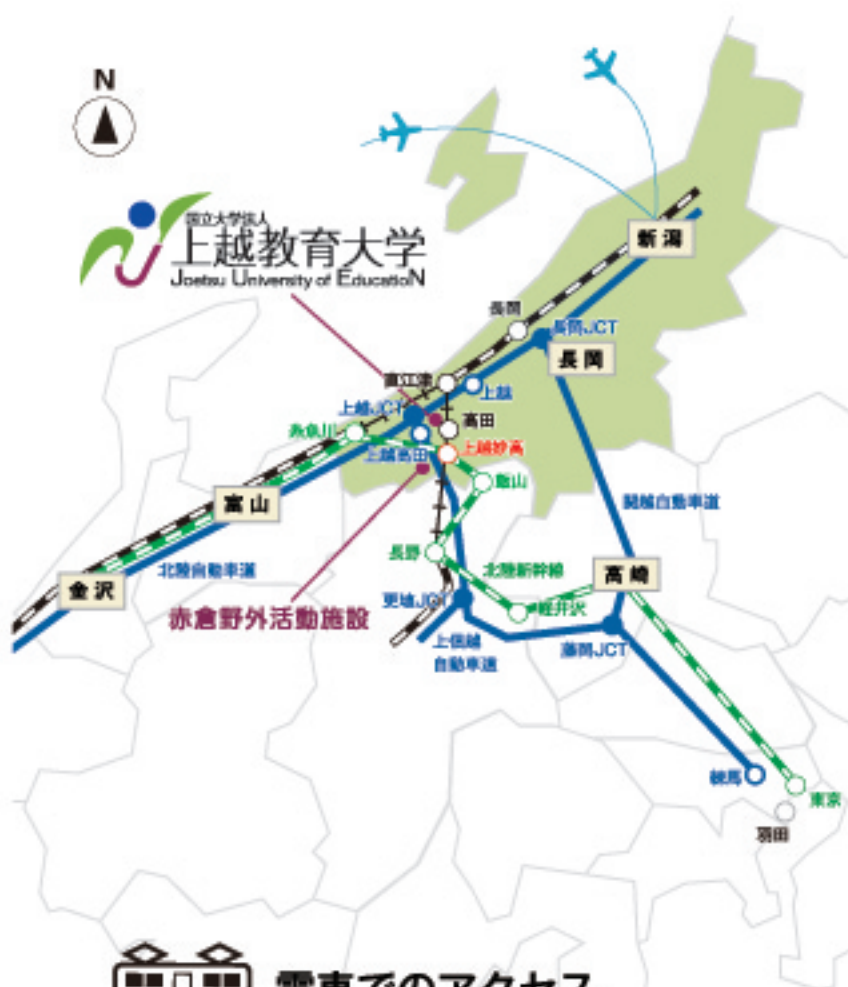 N
国立大学法人
上越教育大学
Joetsu University of EducatioN
新潟
長岡
長岡JCT
長岡
直江津
上越
上越JCT
高田
糸魚川
上越高田
上越妙高
飯山
富山
関越自動車道
長野
北陸新幹線
高崎
北陸自動車道
金沢
更埴JCT
軽井沢
赤倉野外活動施設
上信越
自動車道
藤岡JCT
練馬
東京
羽田
電車でのアクセス